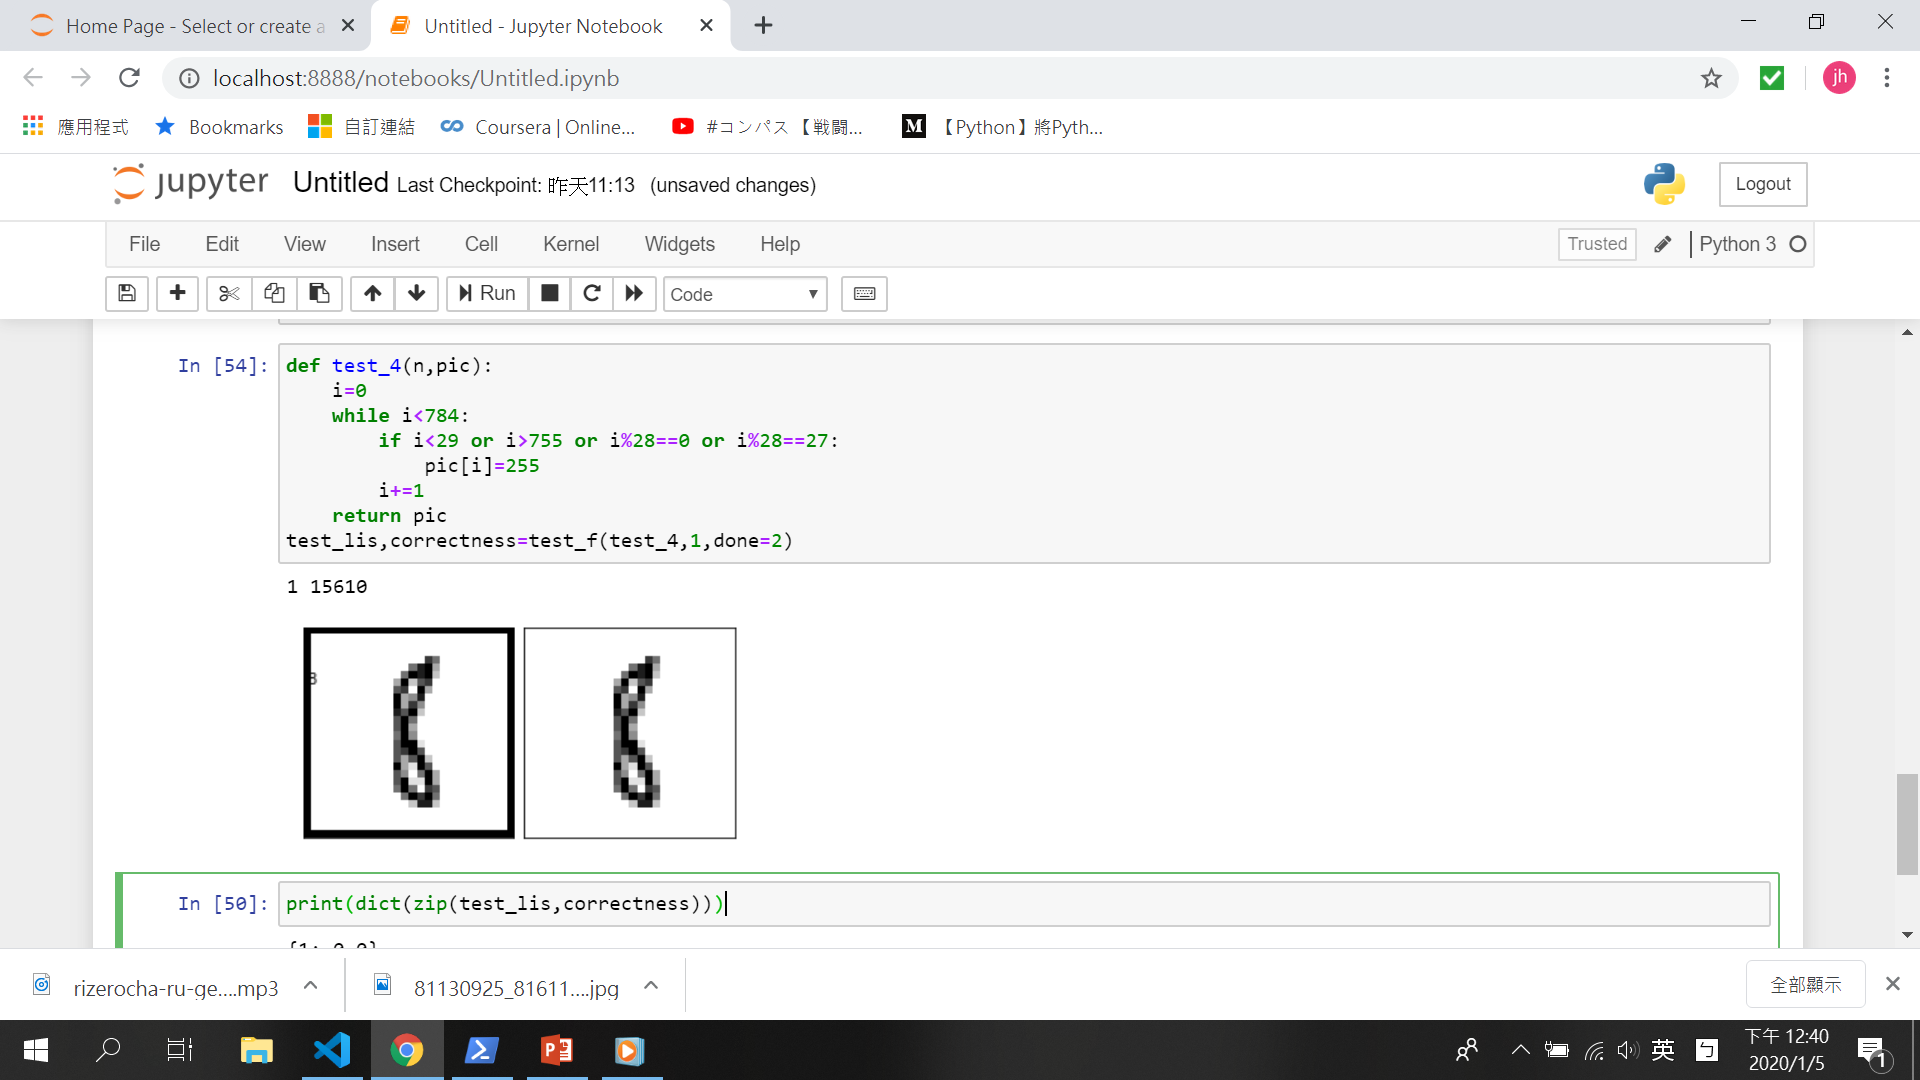 Home Page - Select or create a
Untitled - Jupyter Notebook
localhost:8888/notebooks/Untitled.ipynb
jh
應用程式
Bookmarks
自訂連結
Coursera | Online...
#コンパス 【戦闘...
M
【Python】將Pyth...
jupyter
Untitled Last Checkpoint: 昨天11:13 (unsaved changes)
Logout
File Edit View Insert Cell Kernel Widgets Help
Trusted
Python 3
Run
Code
In [54]:
def test_4(n,pic):
    i=0
    while i<784:
        if i<29 or i>755 or i%28==0 or i%28==27:
            pic[i]=255
        i+=1
    return pic
test_lis,correctness=test_f(test_4,1,done=2)
1 15610
In [50]:
print(dict(zip(test_lis,correctness)))
rizerocha-ru-ge....mp3
81130925_81611....jpg
全部顯示
英
ㄅ
下午 12:40
2020/1/5
1